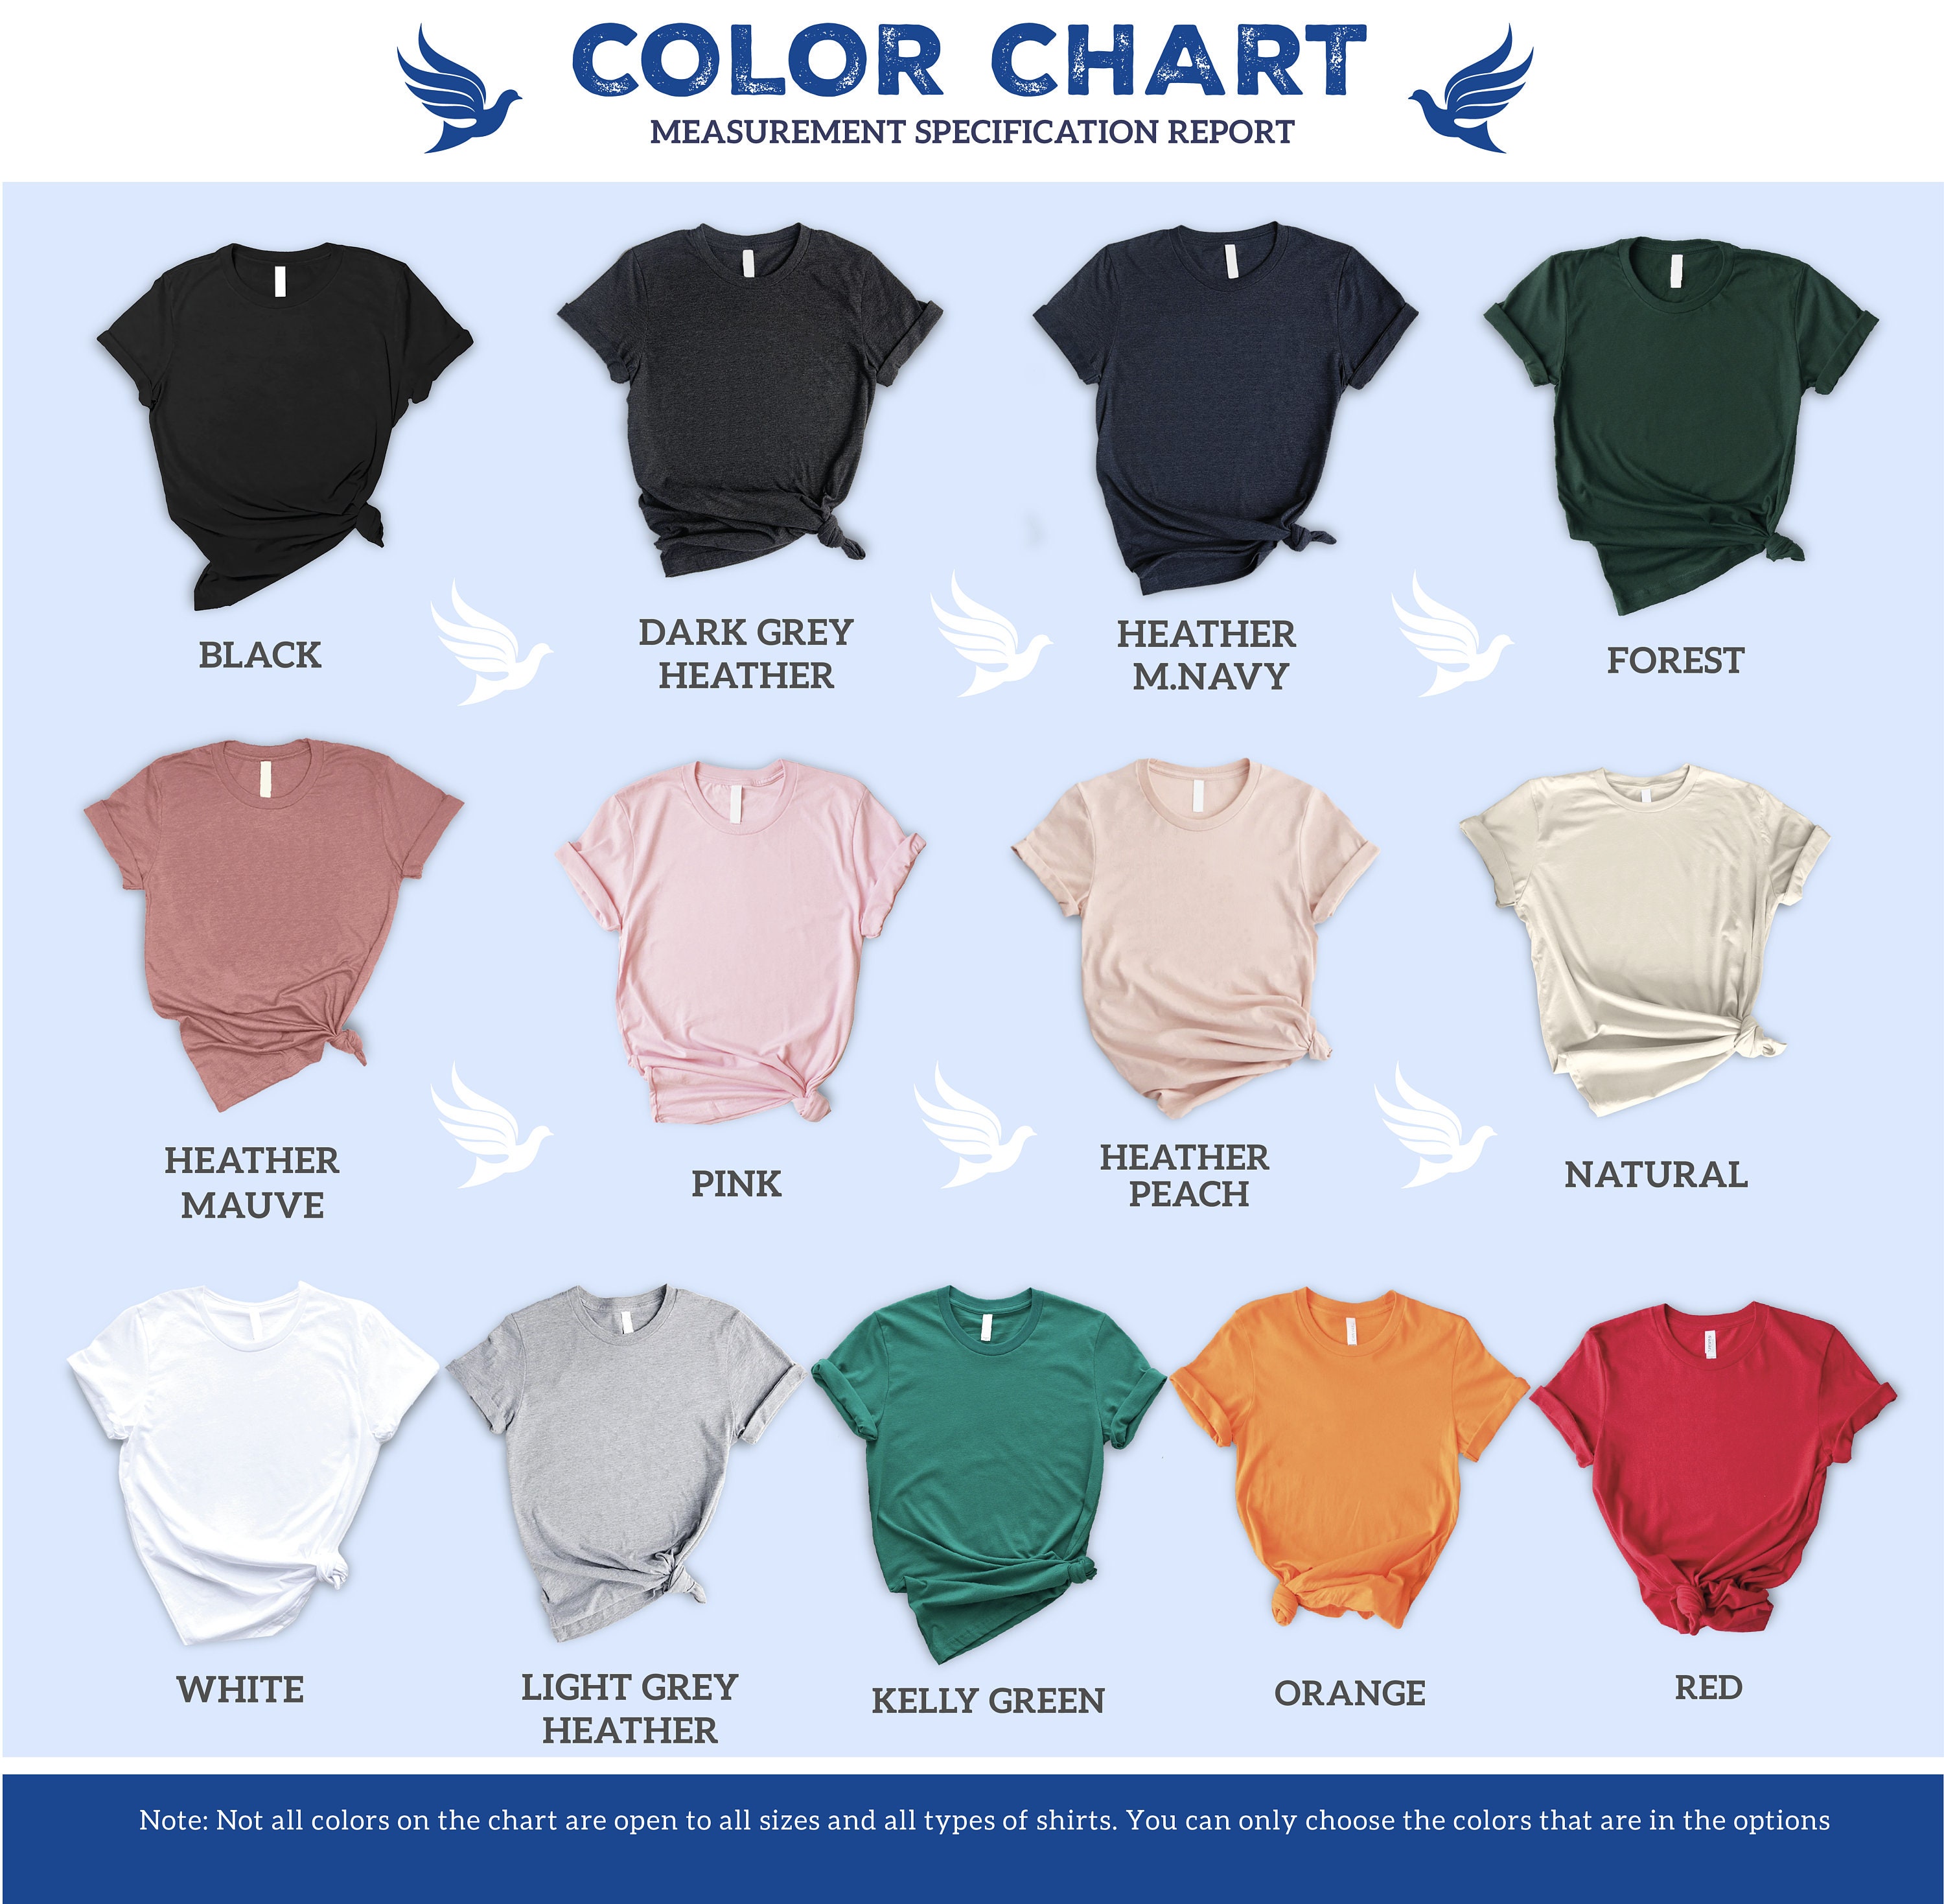 COLOR CHART
MEASUREMENT SPECIFICATION REPORT
BLACK
DARK GREY
HEATHER
HEATHER
M.NAVY
FOREST
HEATHER
MAUVE
PINK
HEATHER
PEACH
NATURAL
WHITE
LIGHT GREY
HEATHER
KELLY GREEN
ORANGE
RED
Note: Not all colors on the chart are open to all sizes and all types of shirts. You can only choose the colors that are in the options